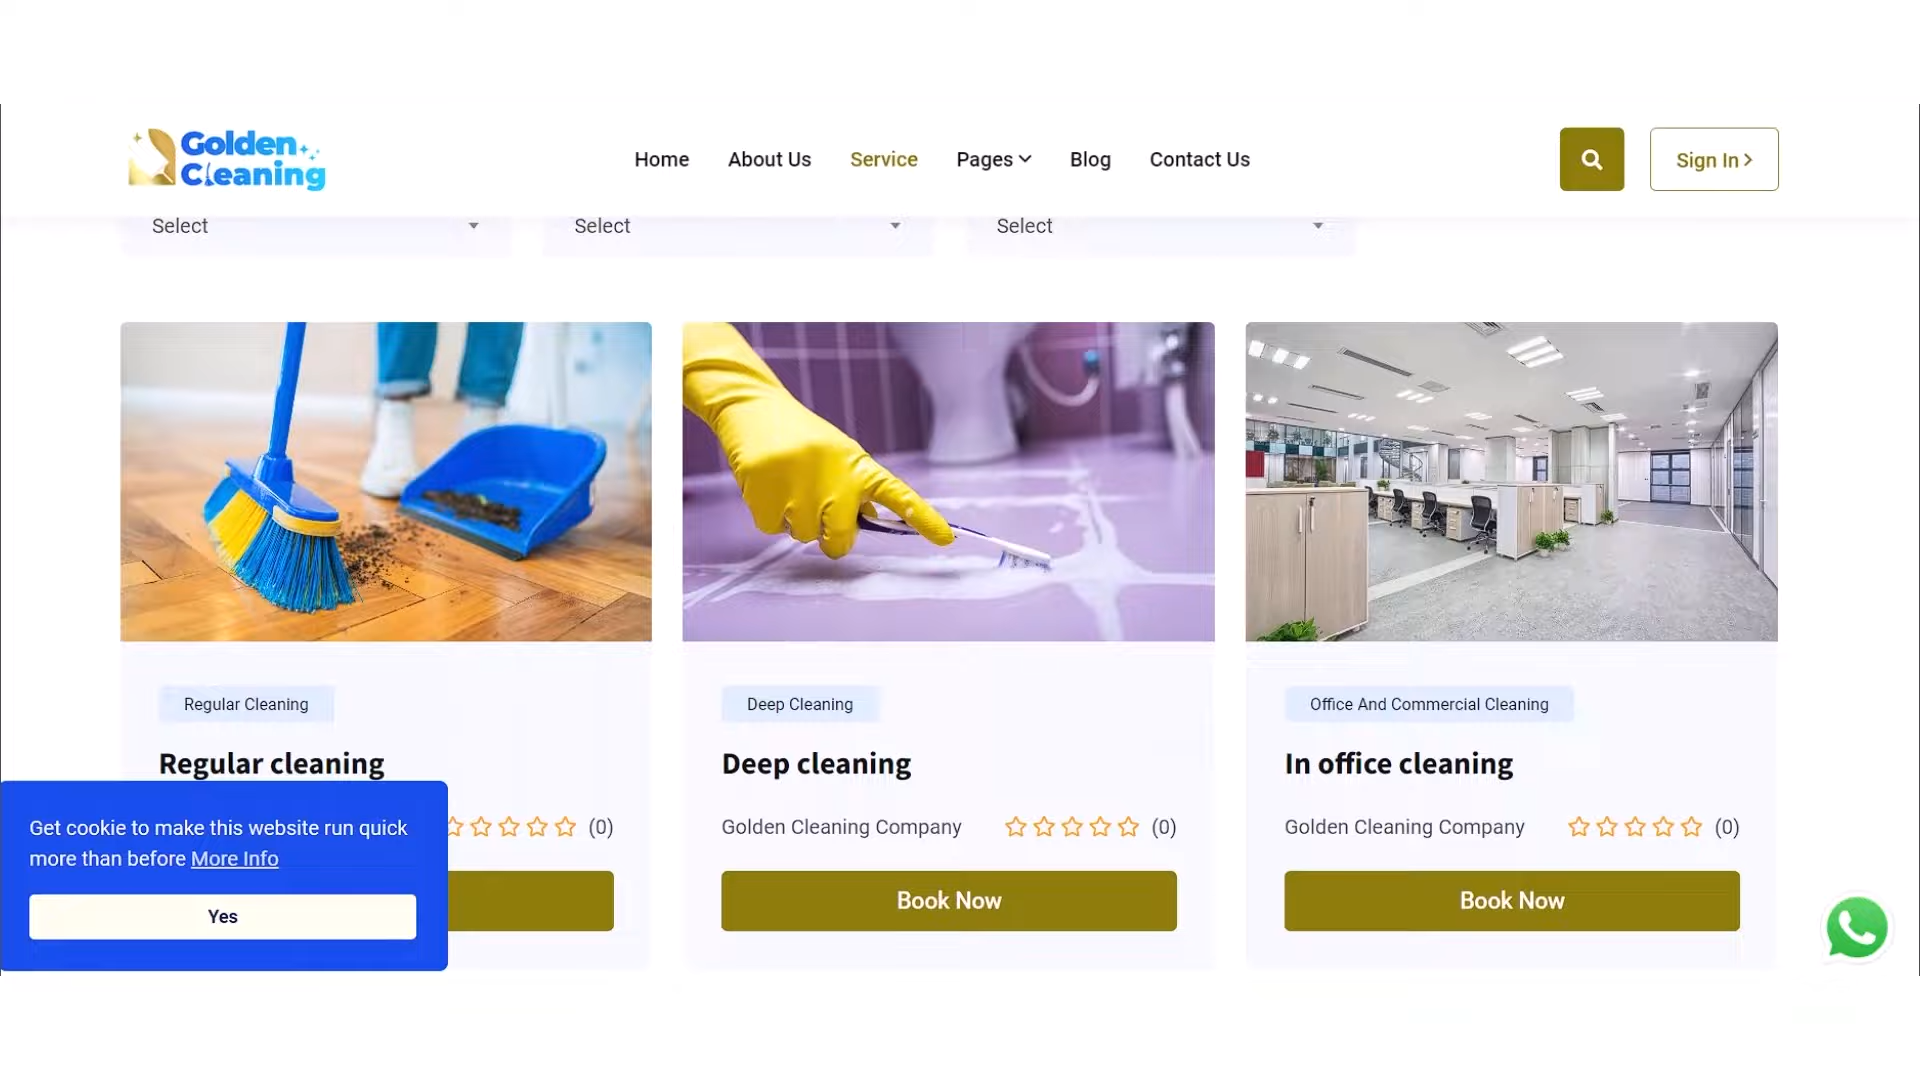 Golden
Cleaning
Home
About Us
Service
Pages
Blog
Contact Us
Sign In
Select
Select
Select
Regular Cleaning
Regular cleaning
(0)
Deep Cleaning
Deep cleaning
Golden Cleaning Company
(0)
Book Now
Office And Commercial Cleaning
In office cleaning
Golden Cleaning Company
(0)
Book Now
Get cookie to make this website run quick
more than before More Info
Yes